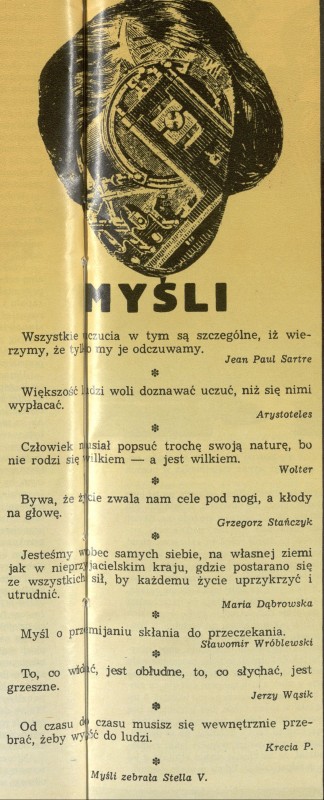 MYŚLI
Wszystkie uczucia w tym są szczególne, iż wie-
rzymy, że tylko my je odczuwamy.
Jean Paul Sartre
*
Większość ludzi woli doznawać uczuć, niż się nimi
wypłacać.
Arystoteles
*
Człowiek musiał popsuć trochę swoją naturę, bo
nie rodzi się wilkiem — a jest wilkiem.
Wolter
*
Bywa, że życie zwala nam cele pod nogi, a kłody
na głowę.
Grzegorz Stańczyk
*
Jesteśmy wobec samych siebie, na własnej ziemi
jak w nieprzyjacielskim kraju, gdzie postarano się
ze wszystkich sił, by każdemu życie uprzykrzyć i
utrudnić.
Maria Dąbrowska
*
Myśl o przemijaniu skłania do przeczekania.
Sławomir Wróblewski
*
To, co widać, jest obłudne, to, co słychać, jest
grzeszne.
Jerzy Wąsik
*
Od czasu do czasu musisz się wewnętrznie prze-
brać, żeby wyjść do ludzi.
Krecia P.
*
Myśli zebrała Stella V.